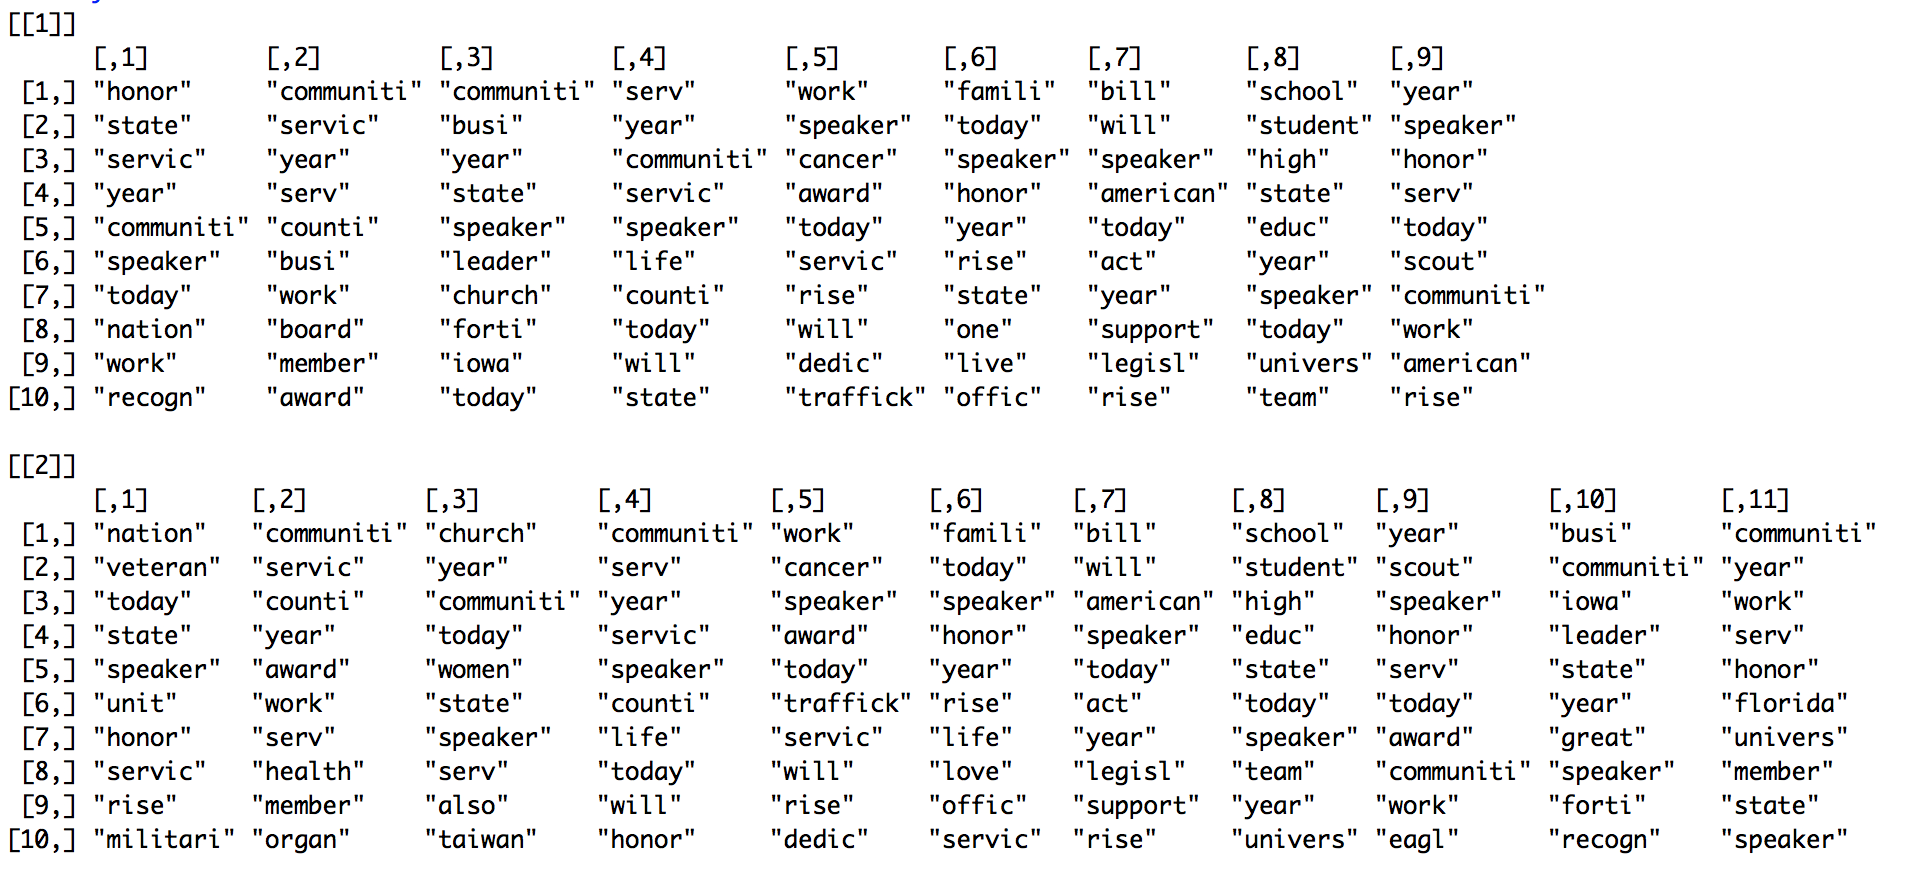 [[1]]
      [,1]        [,2]        [,3]        [,4]        [,5]       [,6]      [,7]       [,8]      [,9]
 [1,] "honor"     "communiti" "communiti" "serv"      "work"     "famili"  "bill"     "school"  "year"
 [2,] "state"     "servic"    "busi"      "year"      "speaker"  "today"   "will"     "student" "speaker"
 [3,] "servic"    "year"      "year"      "communiti" "cancer"   "speaker" "speaker"  "high"    "honor"
 [4,] "year"      "serv"      "state"     "servic"    "award"    "honor"   "american" "state"   "serv"
 [5,] "communiti" "counti"    "speaker"   "speaker"   "today"    "year"    "today"    "educ"    "today"
 [6,] "speaker"   "busi"      "leader"    "life"      "servic"   "rise"    "act"      "year"    "scout"
 [7,] "today"     "work"      "church"    "counti"    "rise"     "state"   "year"     "speaker" "communiti"
 [8,] "nation"    "board"     "forti"     "today"     "will"     "one"     "support"  "today"   "work"
 [9,] "work"      "member"    "iowa"      "will"      "dedic"    "live"    "legisl"   "univers" "american"
[10,] "recogn"    "award"     "today"     "state"     "traffick" "offic"   "rise"     "team"    "rise"

[[2]]
      [,1]       [,2]        [,3]        [,4]        [,5]       [,6]      [,7]       [,8]      [,9]        [,10]       [,11]
 [1,] "nation"   "communiti" "church"    "communiti" "work"     "famili"  "bill"     "school"  "year"      "busi"      "communiti"
 [2,] "veteran"  "servic"    "year"      "serv"      "cancer"   "today"   "will"     "student" "scout"     "communiti" "year"
 [3,] "today"    "counti"    "communiti" "year"      "speaker"  "speaker" "american" "high"    "speaker"   "iowa"      "work"
 [4,] "state"    "year"      "today"     "servic"    "award"    "honor"   "speaker"  "educ"    "honor"     "leader"    "serv"
 [5,] "speaker"  "award"     "women"     "speaker"   "today"    "year"    "today"    "state"   "serv"      "state"     "honor"
 [6,] "unit"     "work"      "state"     "counti"    "traffick" "rise"    "act"      "today"   "today"     "year"      "florida"
 [7,] "honor"    "serv"      "speaker"   "life"      "servic"   "life"    "year"     "speaker" "award"     "great"     "univers"
 [8,] "servic"   "health"    "serv"      "today"     "will"     "love"    "legisl"   "team"    "communiti" "speaker"   "member"
 [9,] "rise"     "member"    "also"      "will"      "rise"     "offic"   "support"  "year"    "work"      "forti"     "state"
[10,] "militari" "organ"     "taiwan"    "honor"     "dedic"    "servic"  "rise"     "univers" "eagl"      "recogn"    "speaker"